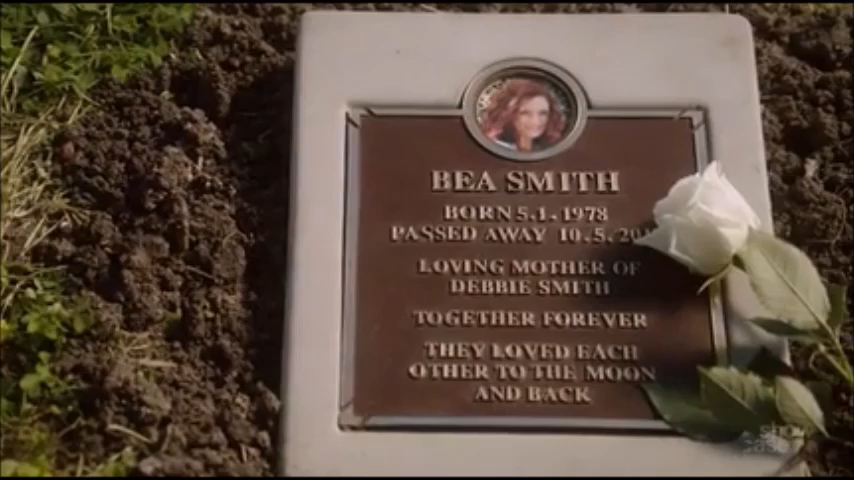 BEA SMITH
BORN 5.1.1978
PASSED AWAY 10.5.20
LOVING MOTHER OF
DEBBIE SMITH
TOGETHER FOREVER
THEY LOVED EACH
OTHER TO THE MOON
AND BACK
showcase